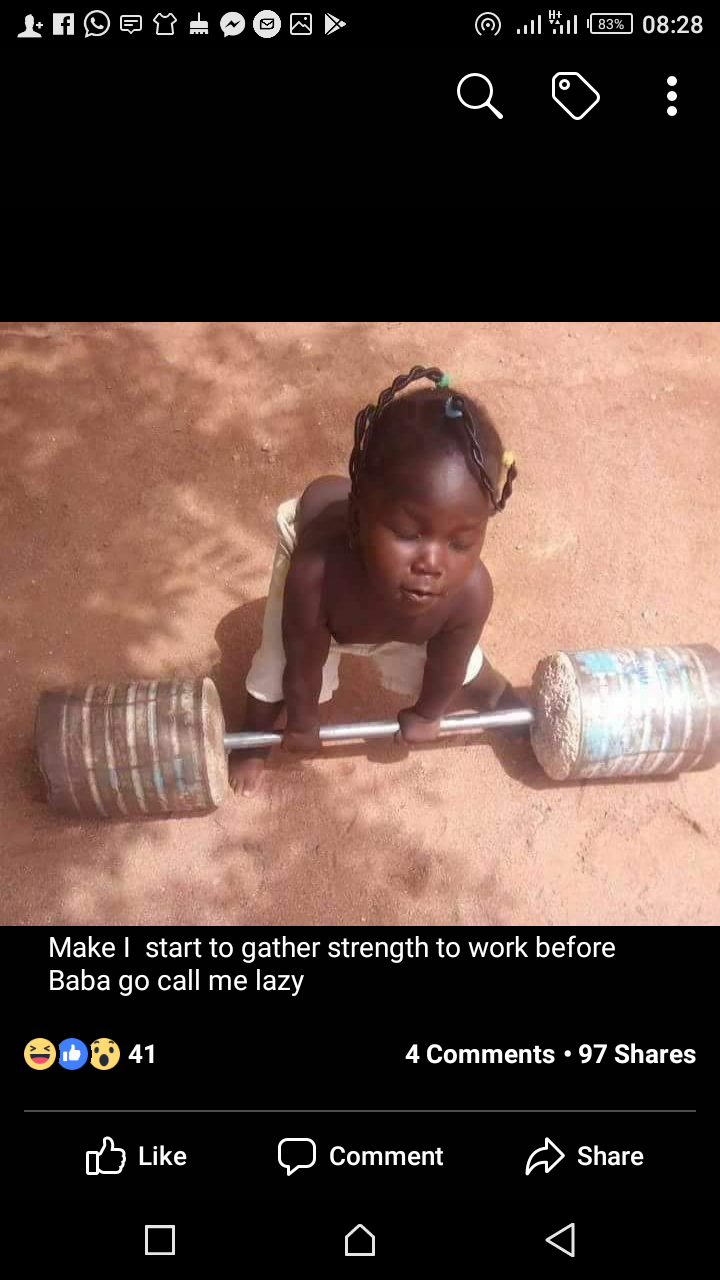 83% 08:28
Make I start to gather strength to work before
Baba go call me lazy
41 4 Comments • 97 Shares
Like Comment Share